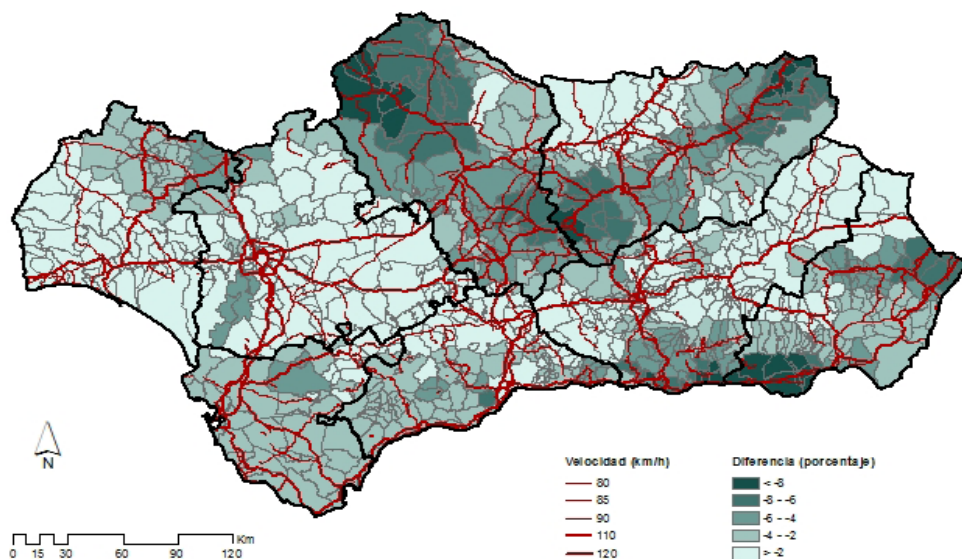 N
Km
0 15 30 60 90 120
Velocidad (km/h)
80
85
90
110
120
Diferencia (porcentaje)
< -8
-8 - -6
-6 - -4
-4 - -2
> -2